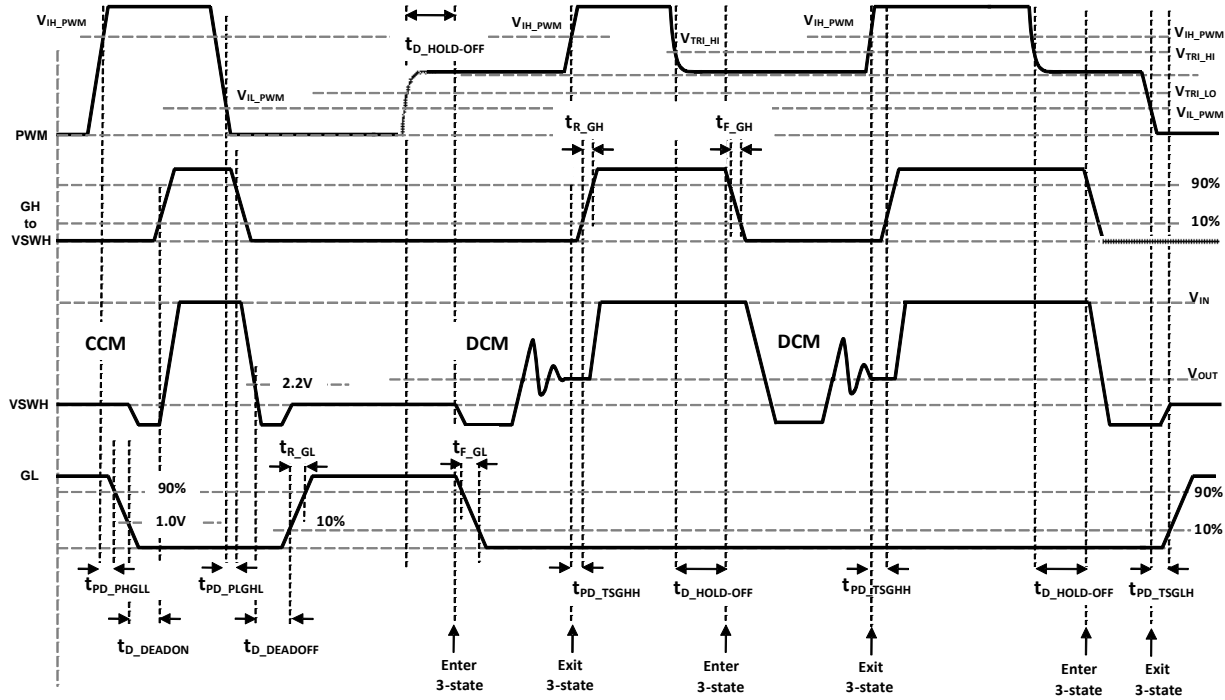 VIH_PWM
VIH_PWM
VIH_PWM
VIH_PWM
tD_HOLD-OFF
VTRI_HI
VTRI_HI
VTRI_LO
VIL_PWM
VIL_PWM
PWM
tR_GH
tF_GH
90%
GH
to
VSWH
10%
VIN
CCM
DCM
DCM
2.2V
VOUT
VSWH
tR_GL
tF_GL
GL
90%
90%
1.0V
10%
10%
tPD_PHGLL
tPD_PLGHL
tPD_TSGHH
tD_HOLD-OFF
tPD_TSGHH
tD_HOLD-OFF
tPD_TSGLH
tD_DEADON
tD_DEADOFF
Enter
3-state
Exit
3-state
Enter
3-state
Exit
3-state
Enter
3-state
Exit
3-state